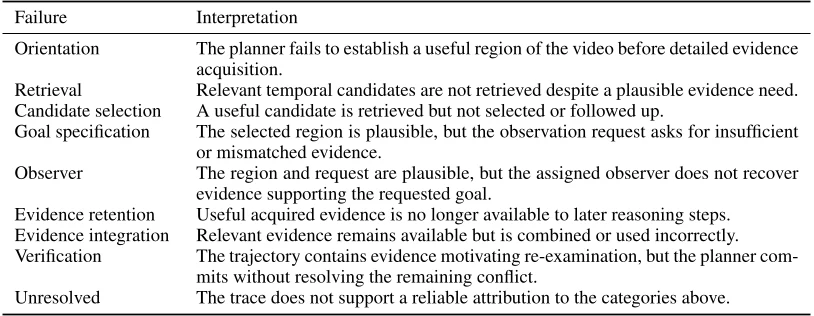 Failure Interpretation
Orientation The planner fails to establish a useful region of the video before detailed evidence
acquisition.
Retrieval Relevant temporal candidates are not retrieved despite a plausible evidence need.
Candidate selection A useful candidate is retrieved but not selected or followed up.
Goal specification The selected region is plausible, but the observation request asks for insufficient
or mismatched evidence.
Observer The region and request are plausible, but the assigned observer does not recover
evidence supporting the requested goal.
Evidence retention Useful acquired evidence is no longer available to later reasoning steps.
Evidence integration Relevant evidence remains available but is combined or used incorrectly.
Verification The trajectory contains evidence motivating re-examination, but the planner com-
mits without resolving the remaining conflict.
Unresolved The trace does not support a reliable attribution to the categories above.